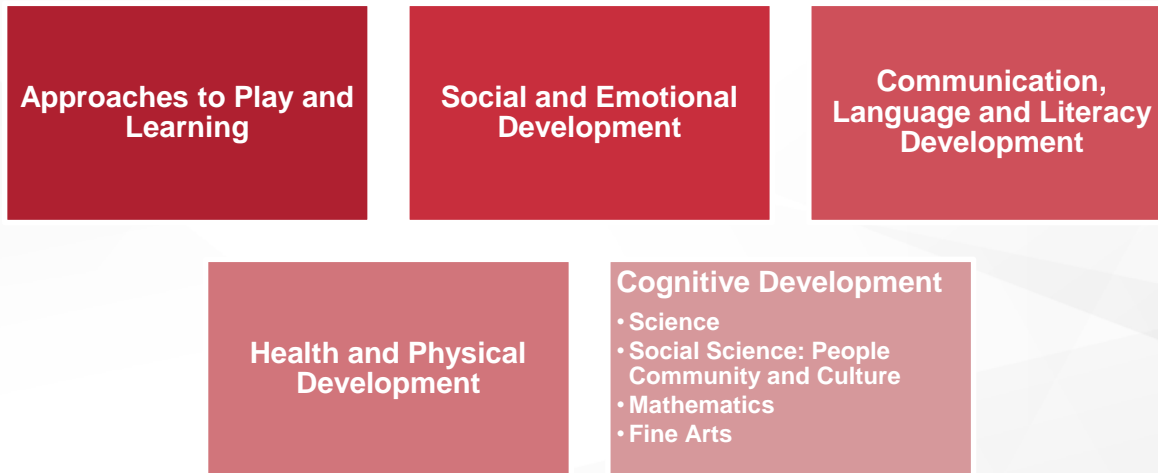 Approaches to Play and
Learning
Social and Emotional
Development
Communication,
Language and Literacy
Development
Health and Physical
Development
Cognitive Development
• Science
• Social Science: People
Community and Culture
• Mathematics
• Fine Arts